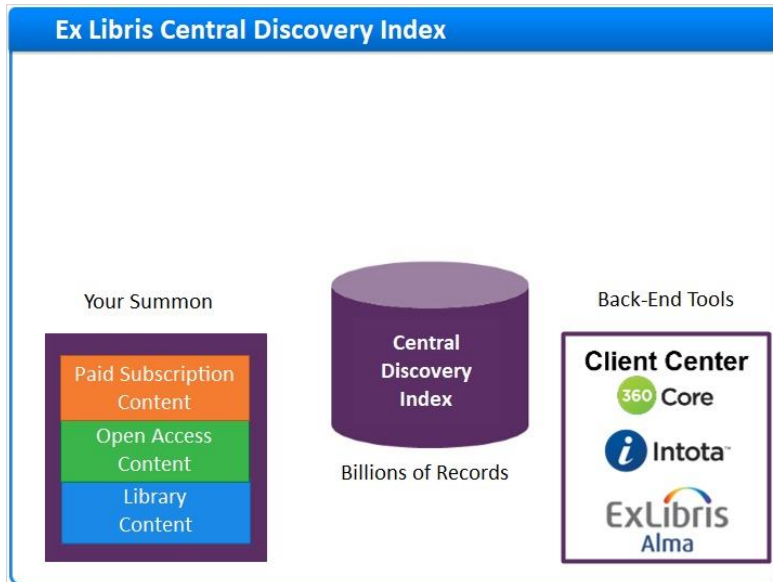 Ex Libris Central Discovery Index
Your Summon
Paid Subscription
Content
Open Access
Content
Library
Content
Central
Discovery
Index
Billions of Records
Back-End Tools
Client Center
360 Core
i Intota™
ExLibris
Alma